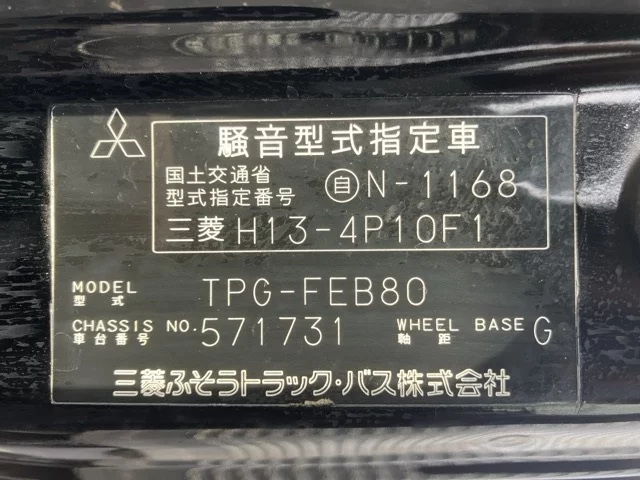 騒音型式指定車
国土交通省
型式指定番号 自 N-1168
三菱 H13-4P10F1
MODEL
型式 TPG-FEB80
CHASSIS NO. 571731 WHEEL BASE G
車台番号 軸距
三菱ふそうトラック・バス株式会社